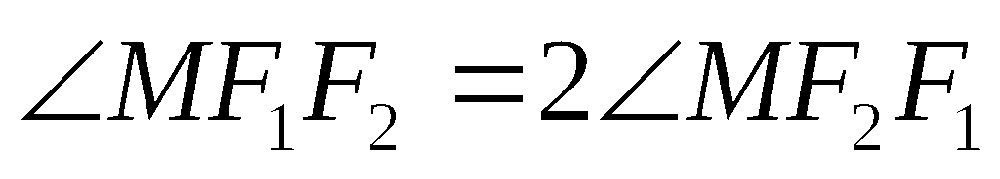 ∠MF₁F₂ = 2∠MF₂F₁